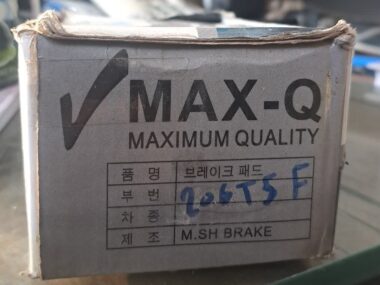 MAX-Q
MAXIMUM QUALITY
품 명 브레이크 패드
부 번 206T5 F
차 종
제 조 M.SH BRAKE